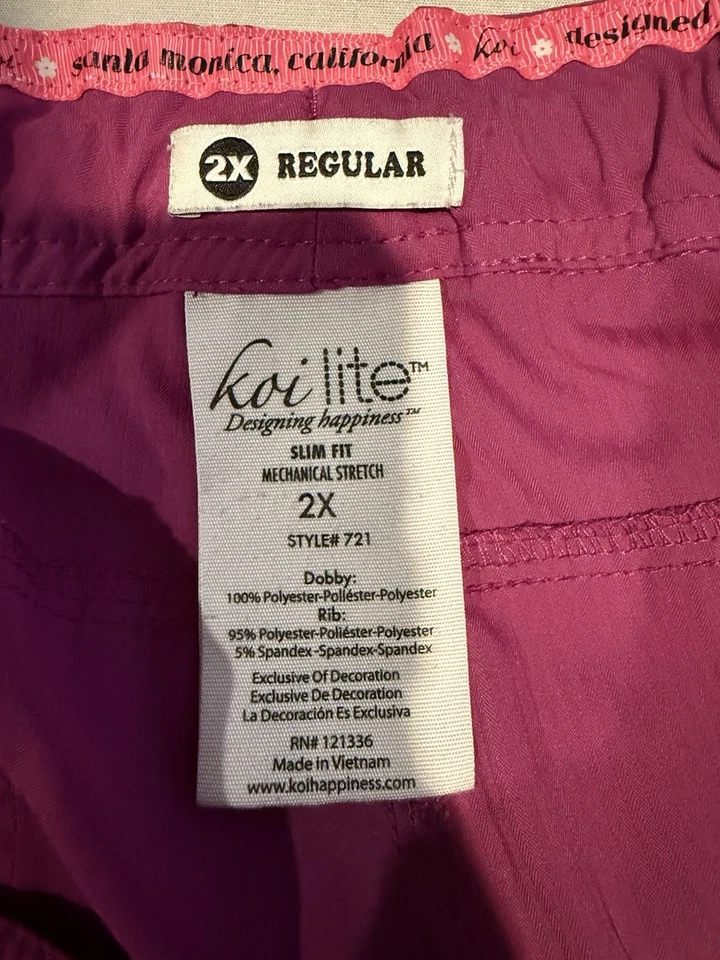 santa monica, california koi designed
2X REGULAR
koi lite™
Designing happiness™
SLIM FIT
MECHANICAL STRETCH
2X
STYLE# 721
Dobby:
100% Polyester-Poliéster-Polyester
Rib:
95% Polyester-Poliéster-Polyester
5% Spandex -Spandex-Spandex
Exclusive Of Decoration
Exclusive De Decoration
La Decoración Es Exclusiva
RN# 121336
Made in Vietnam
www.koihappiness.com